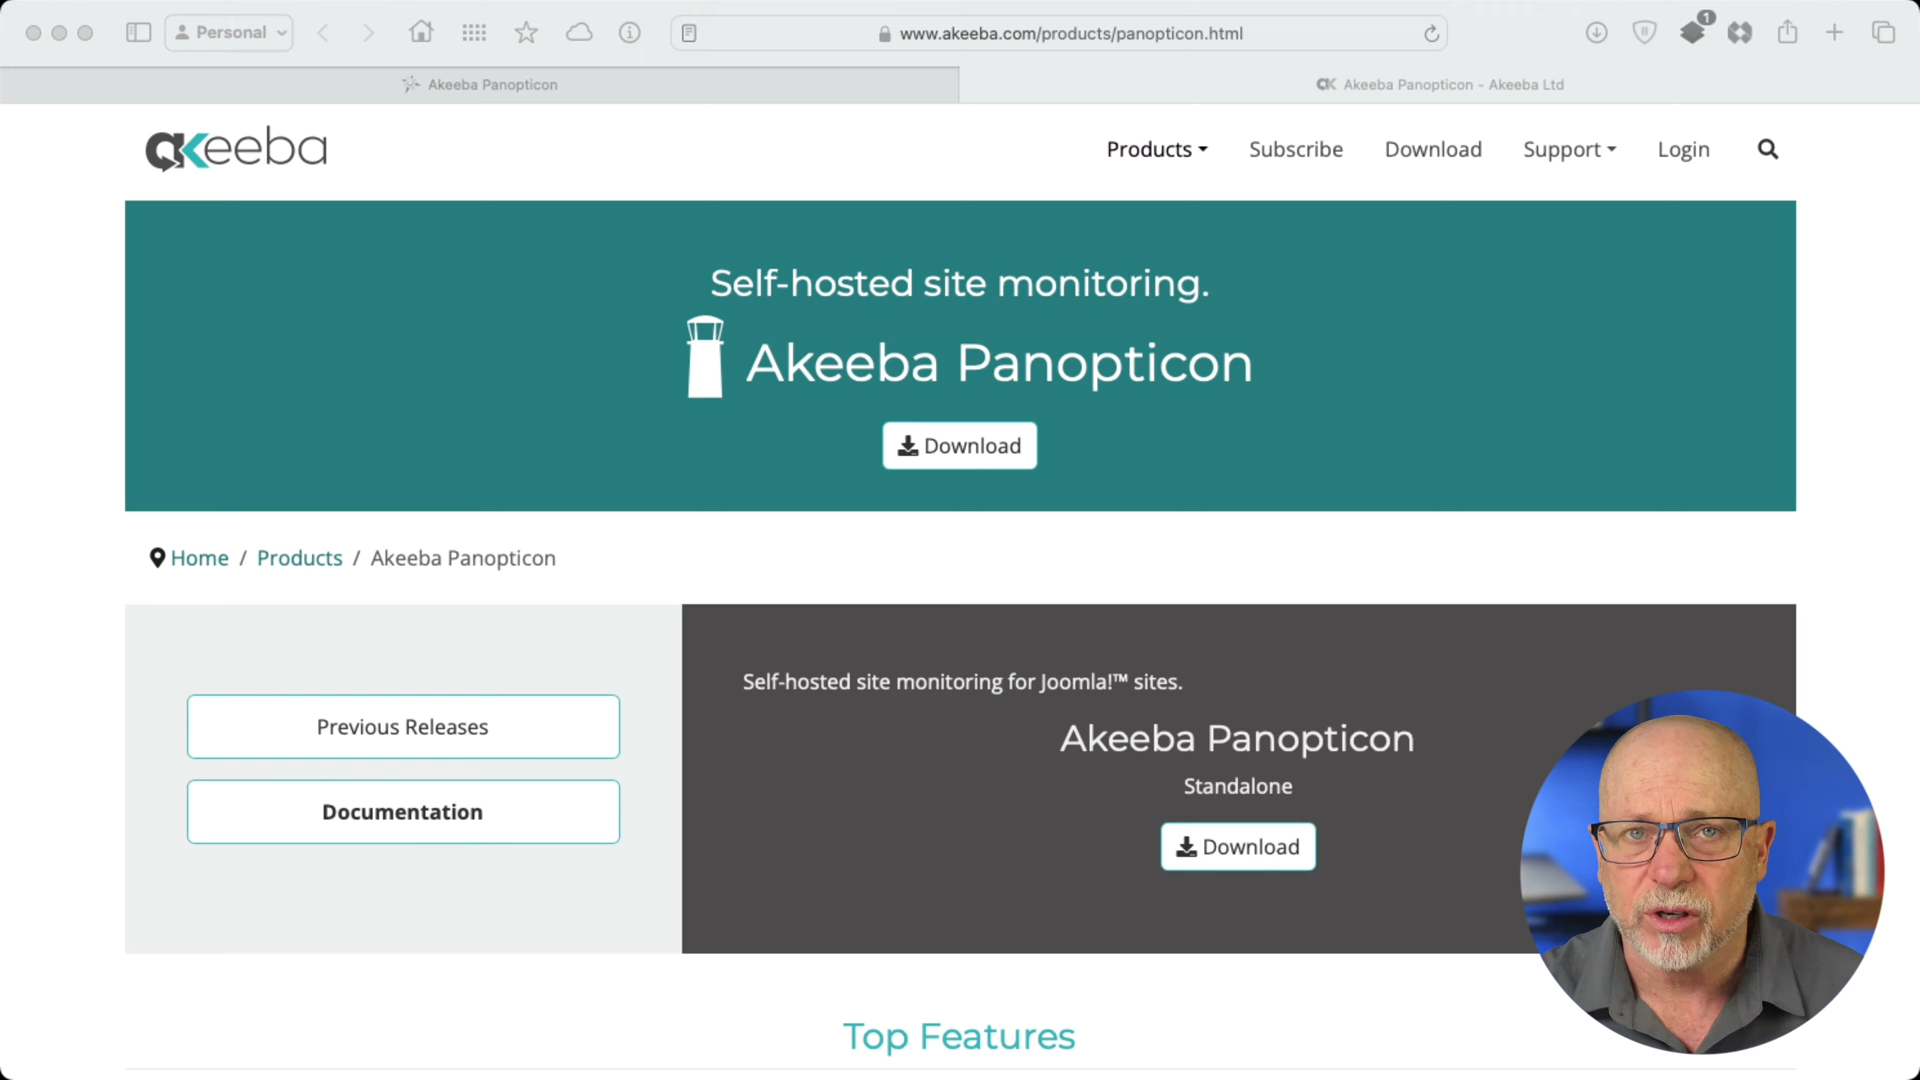 Personal
www.akeeba.com/products/panopticon.html
1
Akeeba Panopticon
Akeeba Panopticon - Akeeba Ltd
akeeba
Products
Subscribe
Download
Support
Login
Self-hosted site monitoring.
Akeeba Panopticon
Download
Home / Products / Akeeba Panopticon
Previous Releases
Documentation
Self-hosted site monitoring for Joomla!™ sites.
Akeeba Panopticon
Standalone
Download
Top Features